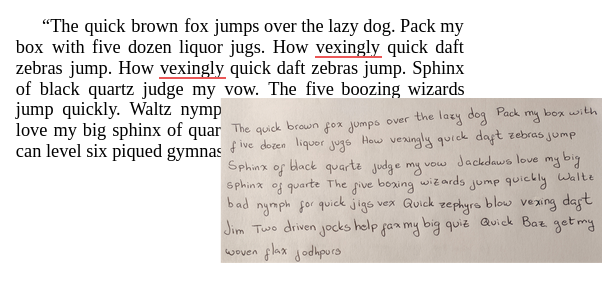 “The quick brown fox jumps over the lazy dog. Pack my
box with five dozen liquor jugs. How vexingly quick daft
zebras jump. How vexingly quick daft zebras jump. Sphinx
of black quartz judge my vow. The five boozing wizards
jump quickly. Waltz nymp
love my big sphinx of quar
can level six piqued gymnas
The quick brown fox jumps over the lazy dog Pack my box with
five dozen liquor jugs How vexingly quick daft zebras jump
Sphinx of black quartz judge my vow Jackdaws love my big
sphinx of quartz The five boxing wizards jump quickly Waltz
bad nymph for quick jigs vex Quick zephyrs blow vexing daft
Jim Two driven jocks help fax my big quiz Quick Baz get my
woven flax jodhpurs